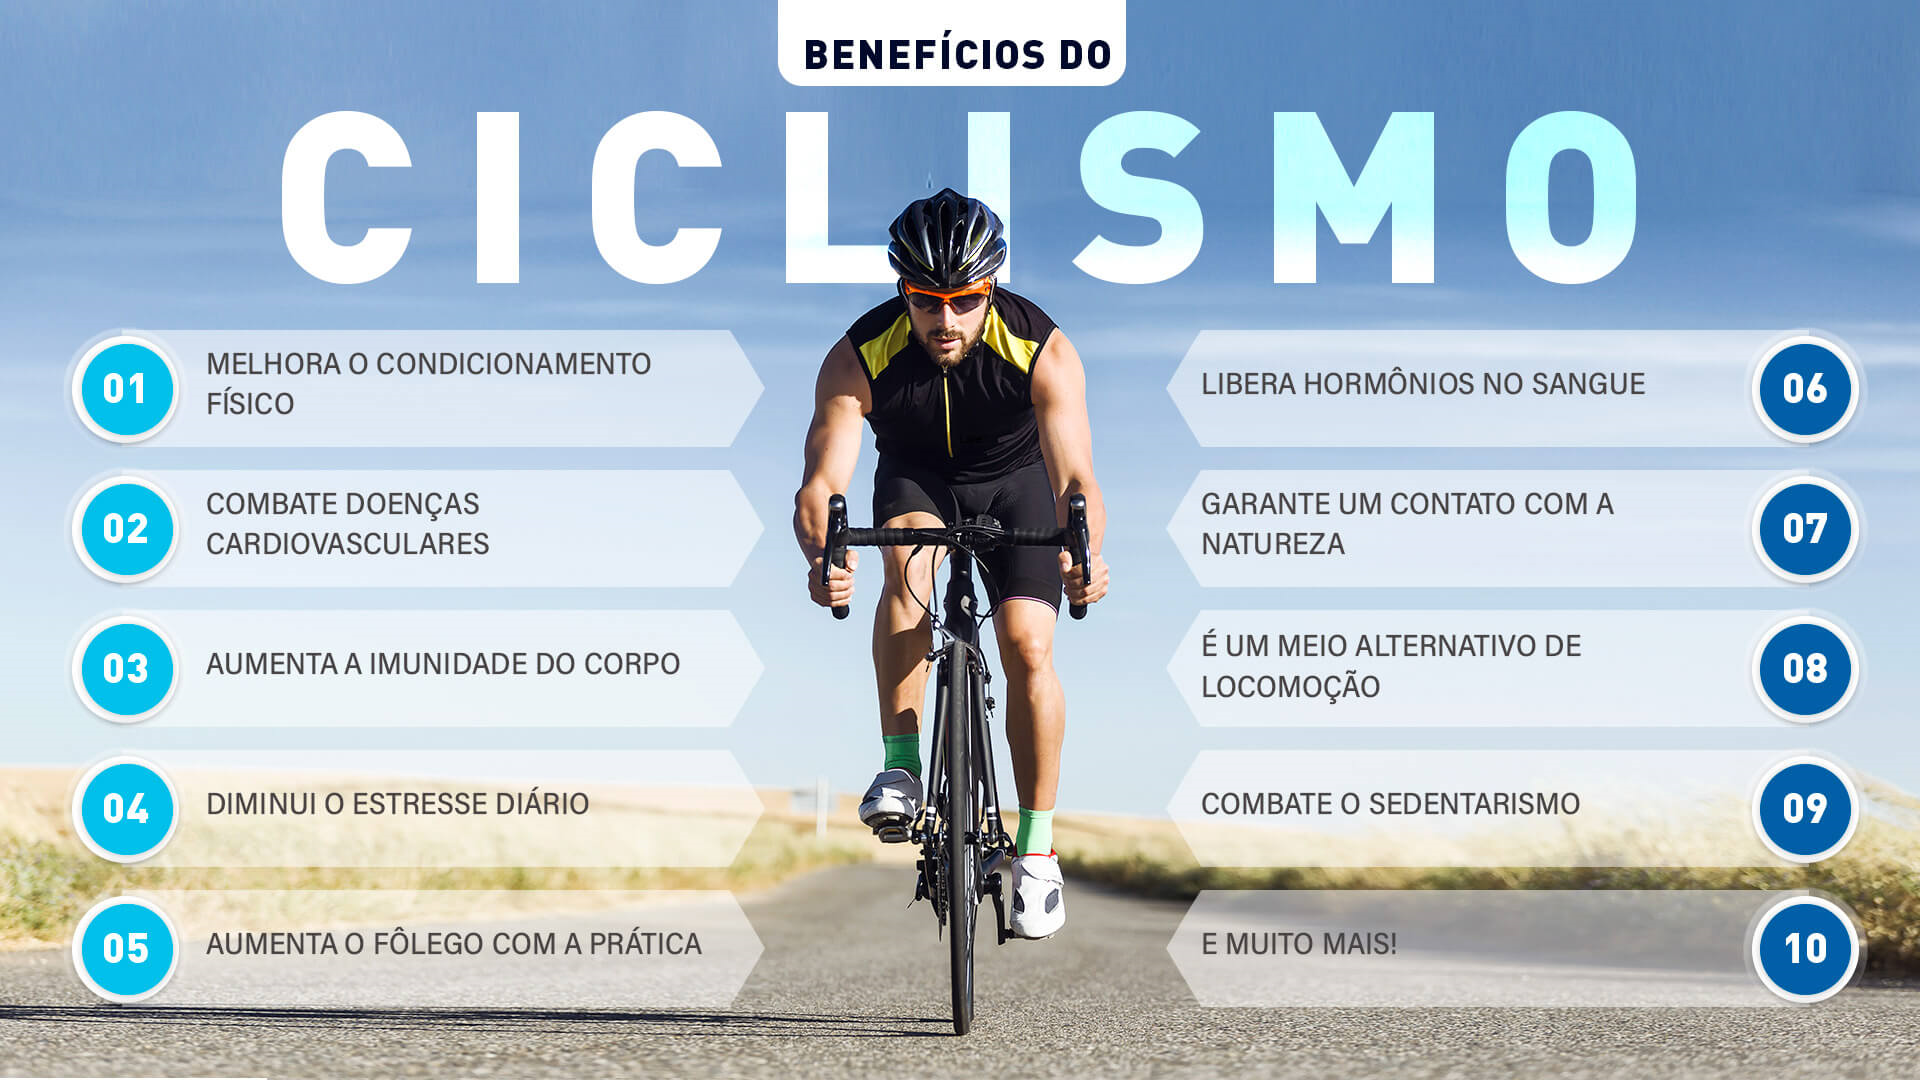 BENEFÍCIOS DO
CICLISMO
01
MELHORA O CONDICIONAMENTO
FÍSICO
02
COMBATE DOENÇAS
CARDIOVASCULARES
03
AUMENTA A IMUNIDADE DO CORPO
04
DIMINUI O ESTRESSE DIÁRIO
05
AUMENTA O FÔLEGO COM A PRÁTICA
LIBERA HORMÔNIOS NO SANGUE
06
GARANTE UM CONTATO COM A
NATUREZA
07
É UM MEIO ALTERNATIVO DE
LOCOMOÇÃO
08
COMBATE O SEDENTARISMO
09
E MUITO MAIS!
10